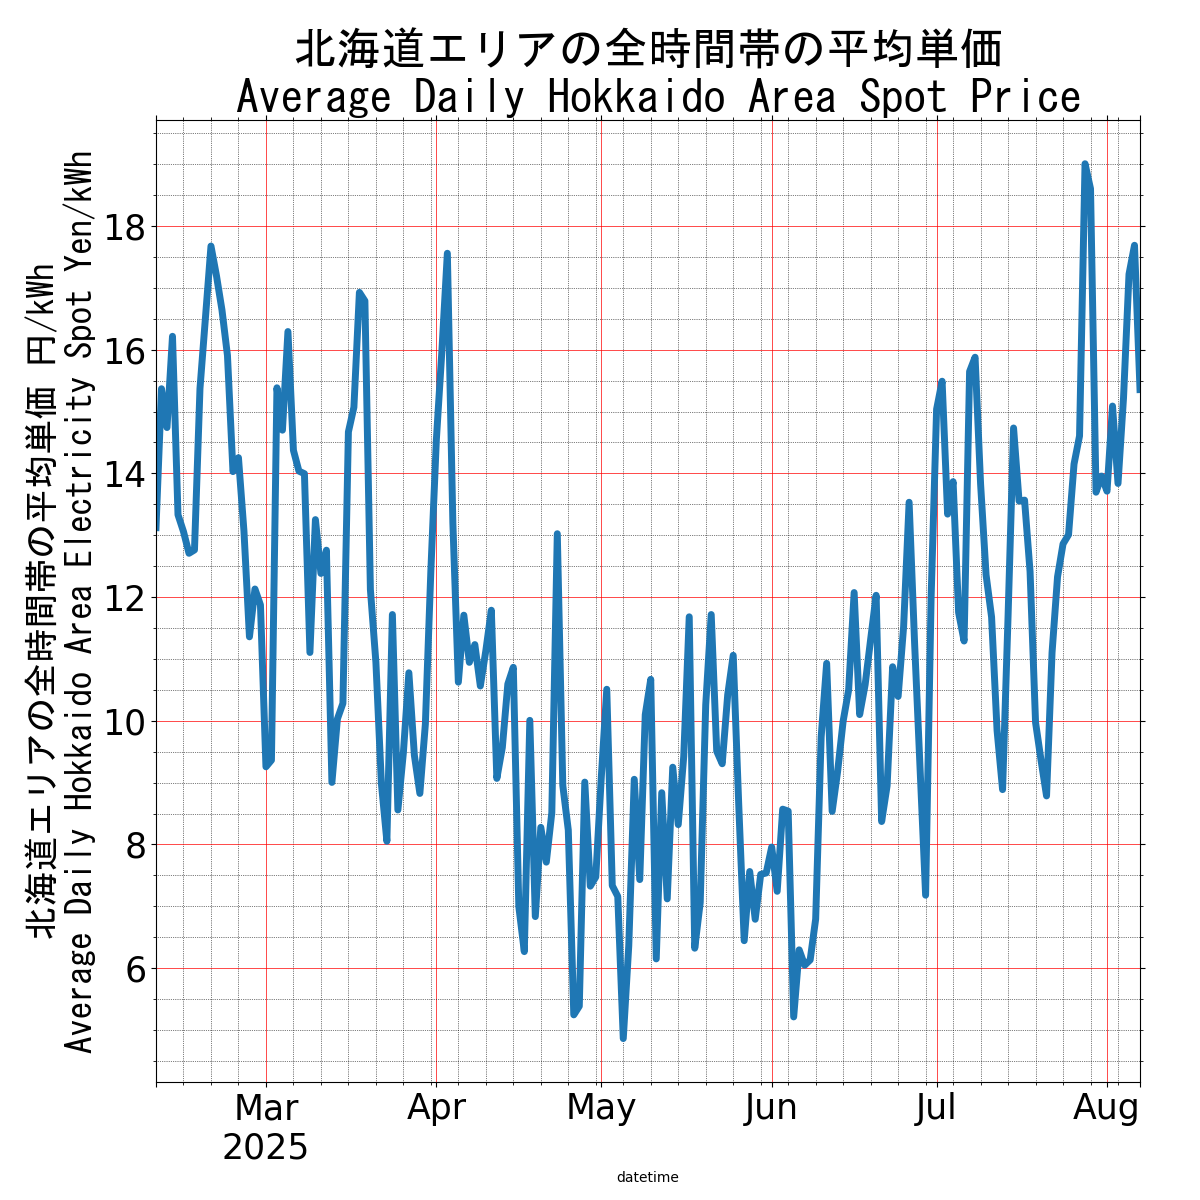 北海道エリアの全時間帯の平均単価
Average Daily Hokkaido Area Spot Price
北海道エリアの全時間帯の平均単価 円/kWh
Average Daily Hokkaido Area Electricity Spot Yen/kWh
18
16
14
12
10
8
6
Mar
2025
Apr
May
Jun
Jul
Aug
datetime